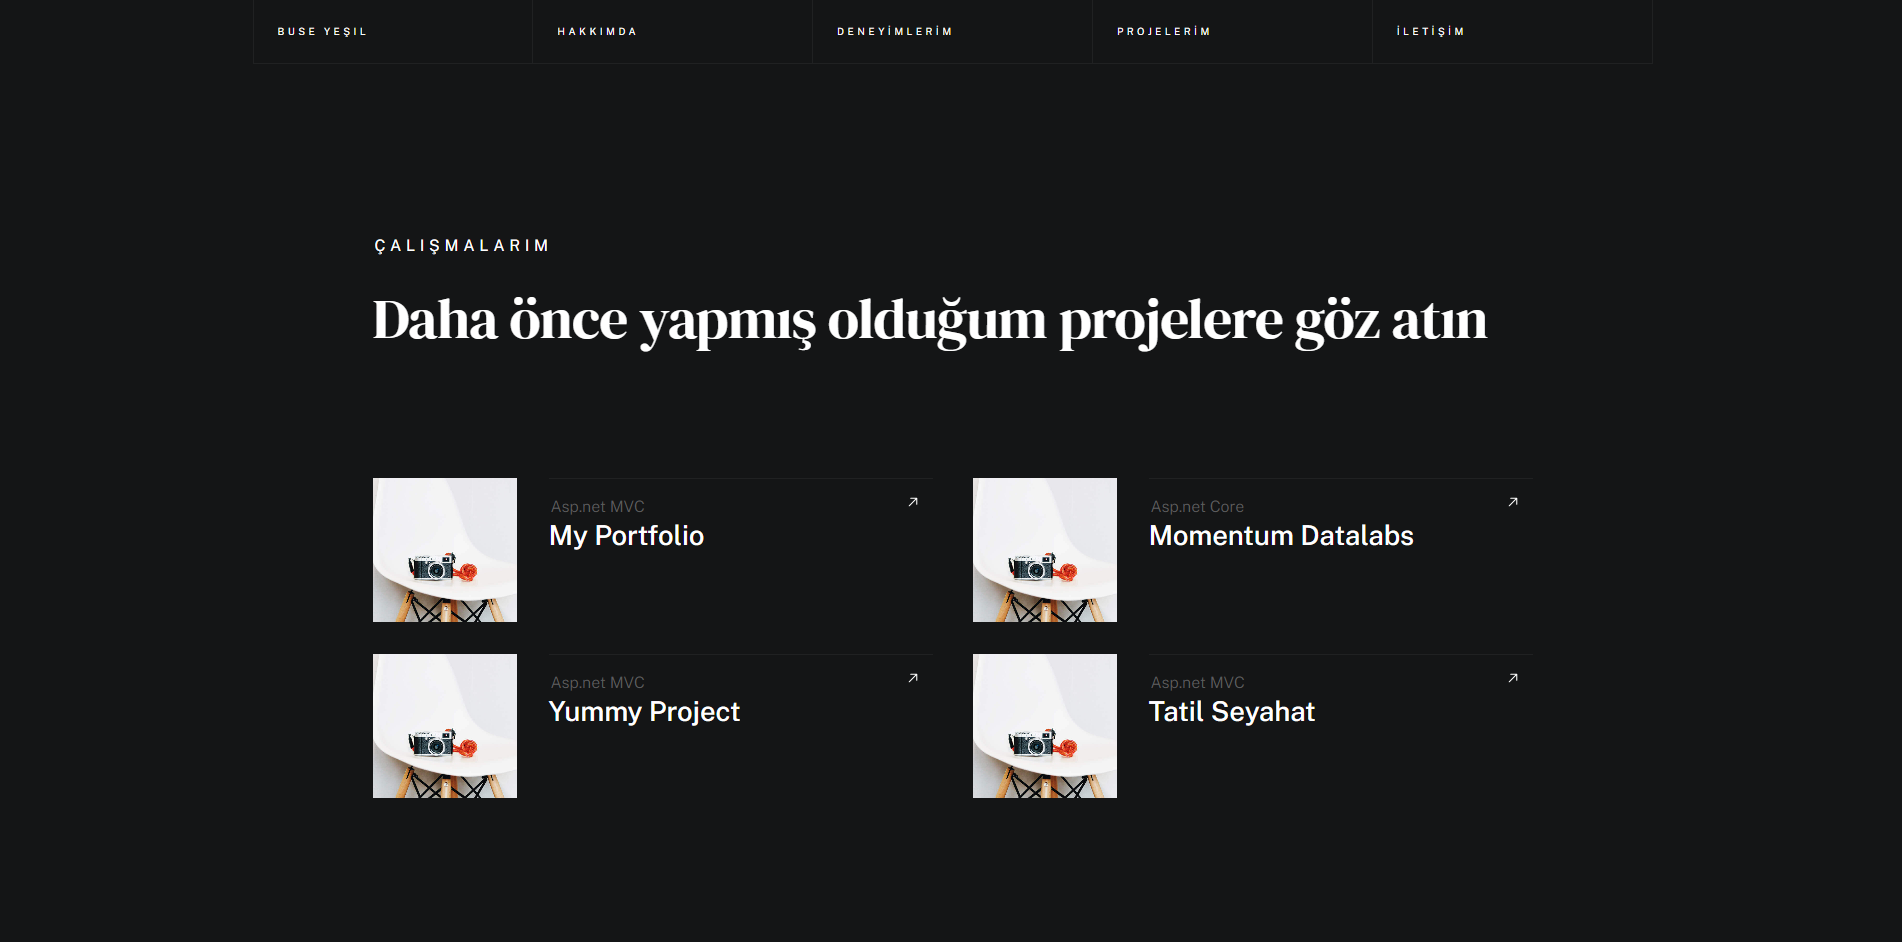 BUSE YEŞİL
HAKKIMDA
DENEYİMLERİM
PROJELERİM
İLETİŞİM
ÇALIŞMALARIM
Daha önce yapmış olduğum projelere göz atın
Asp.net MVC
My Portfolio
Asp.net Core
Momentum Datalabs
Asp.net MVC
Yummy Project
Asp.net MVC
Tatil Seyahat